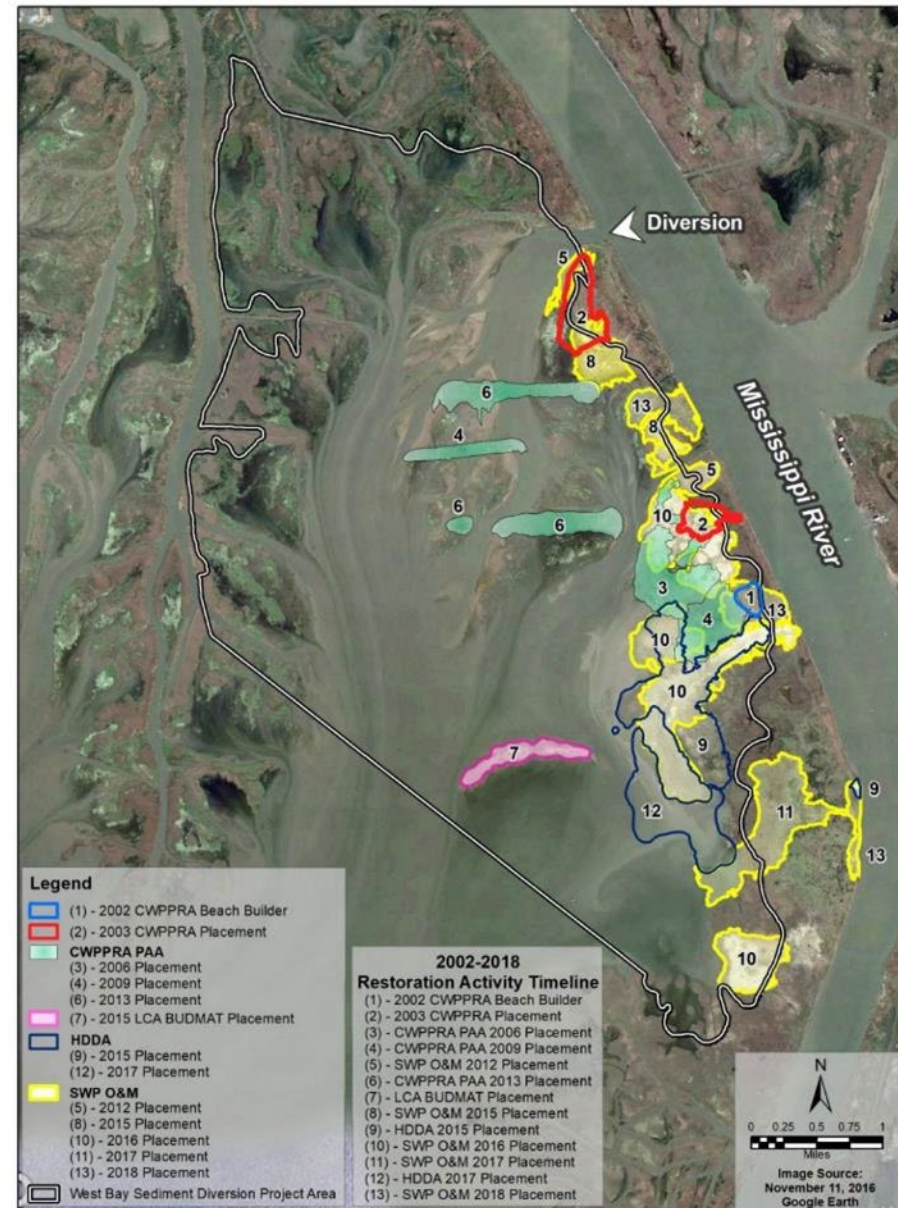 Diversion
5
2
8
6
13
8
4
5
Mississippi River
10
2
6
6
3
1
13
4
10
10
9
7
12
11
9
13
10
Legend
(1) - 2002 CWPPRA Beach Builder
(2) - 2003 CWPPRA Placement
CWPPRA PAA
(3) - 2006 Placement
(4) - 2009 Placement
(6) - 2013 Placement
(7) - 2015 LCA BUDMAT Placement
HDDA
(9) - 2015 Placement
(12) - 2017 Placement
SWP O&M
(5) - 2012 Placement
(8) - 2015 Placement
(10) - 2016 Placement
(11) - 2017 Placement
(13) - 2018 Placement
West Bay Sediment Diversion Project Area
2002-2018
Restoration Activity Timeline
(1) - 2002 CWPPRA Beach Builder
(2) - 2003 CWPPRA Placement
(3) - CWPPRA PAA 2006 Placement
(4) - CWPPRA PAA 2009 Placement
(5) - SWP O&M 2012 Placement
(6) - CWPPRA PAA 2013 Placement
(7) - LCA BUDMAT Placement
(8) - SWP O&M 2015 Placement
(9) - HDDA 2015 Placement
(10) - SWP O&M 2016 Placement
(11) - SWP O&M 2017 Placement
(12) - HDDA 2017 Placement
(13) - SWP O&M 2018 Placement
N
0 0.25 0.5 1
Miles
Image Source:
November 11, 2016
Google Earth